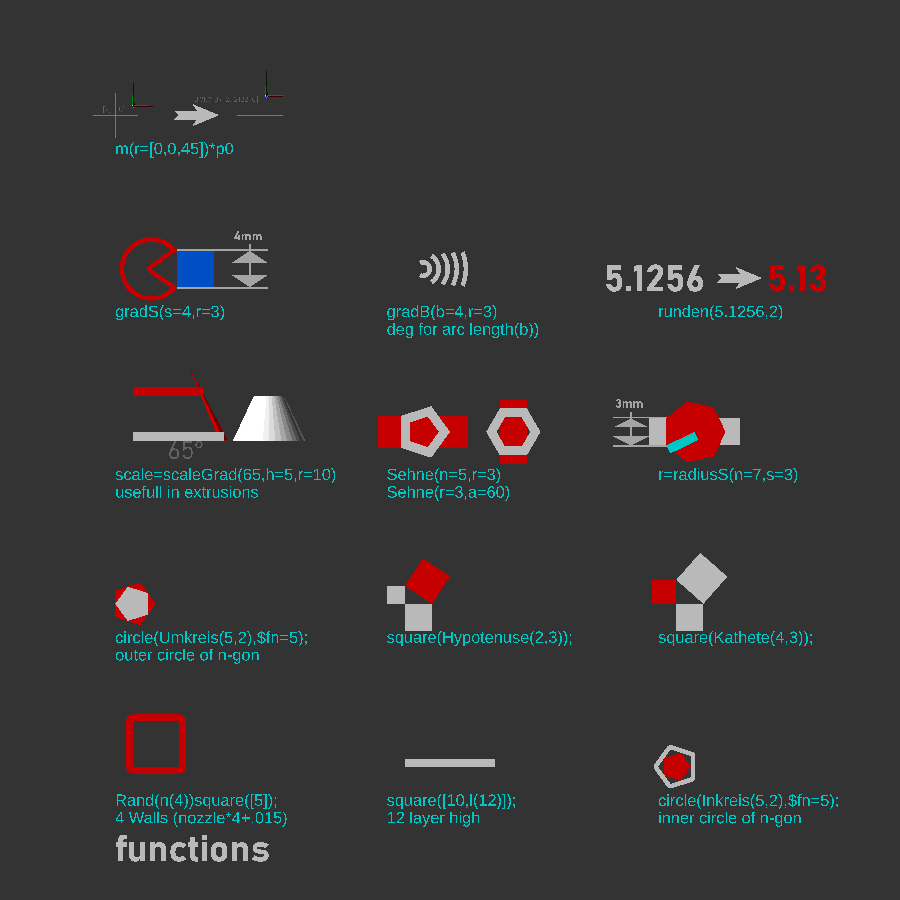 m(r=[0,0,45])*p0
4mm
5.1256 5.13
gradS(s=4,r=3)
gradB(b=4,r=3)
deg for arc length(b))
runden(5.1256,2)
3mm
65°
scale=scaleGrad(65,h=5,r=10)
usefull in extrusions
Sehne(n=5,r=3)
Sehne(r=3,a=60)
r=radiusS(n=7,s=3)
circle(Umkreis(5,2),$fn=5);
outer circle of n-gon
square(Hypotenuse(2,3));
square(Kathete(4,3));
Rand(n(4))square([5]);
4 Walls (nozzle*4+.015)
square([10,l(12)]);
12 layer high
circle(Inkreis(5,2),$fn=5);
inner circle of n-gon
functions